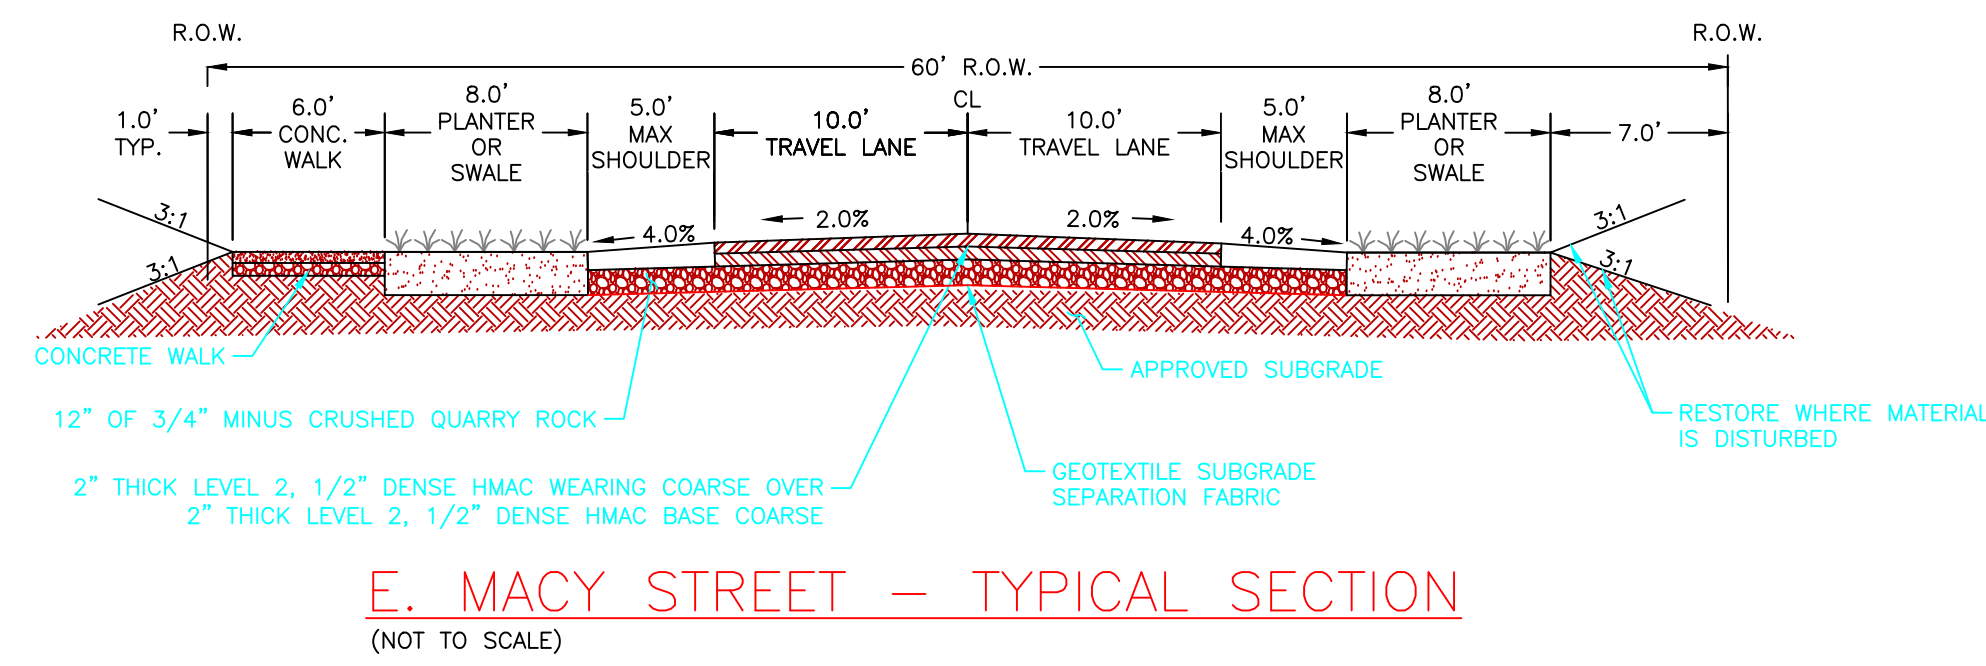 R.O.W.
R.O.W.
60' R.O.W.
CL
1.0'
TYP.
6.0'
CONC.
WALK
8.0'
PLANTER
OR
SWALE
5.0'
MAX
SHOULDER
10.0'
TRAVEL LANE
10.0'
TRAVEL LANE
5.0'
MAX
SHOULDER
8.0'
PLANTER
OR
SWALE
7.0'
3:1
3:1
4.0%
2.0%
2.0%
4.0%
3:1
3:1
CONCRETE WALK
12" OF 3/4" MINUS CRUSHED QUARRY ROCK
2" THICK LEVEL 2, 1/2" DENSE HMAC WEARING COARSE OVER
2" THICK LEVEL 2, 1/2" DENSE HMAC BASE COARSE
APPROVED SUBGRADE
GEOTEXTILE SUBGRADE
SEPARATION FABRIC
RESTORE WHERE MATERIAL
IS DISTURBED
E. MACY STREET – TYPICAL SECTION
(NOT TO SCALE)